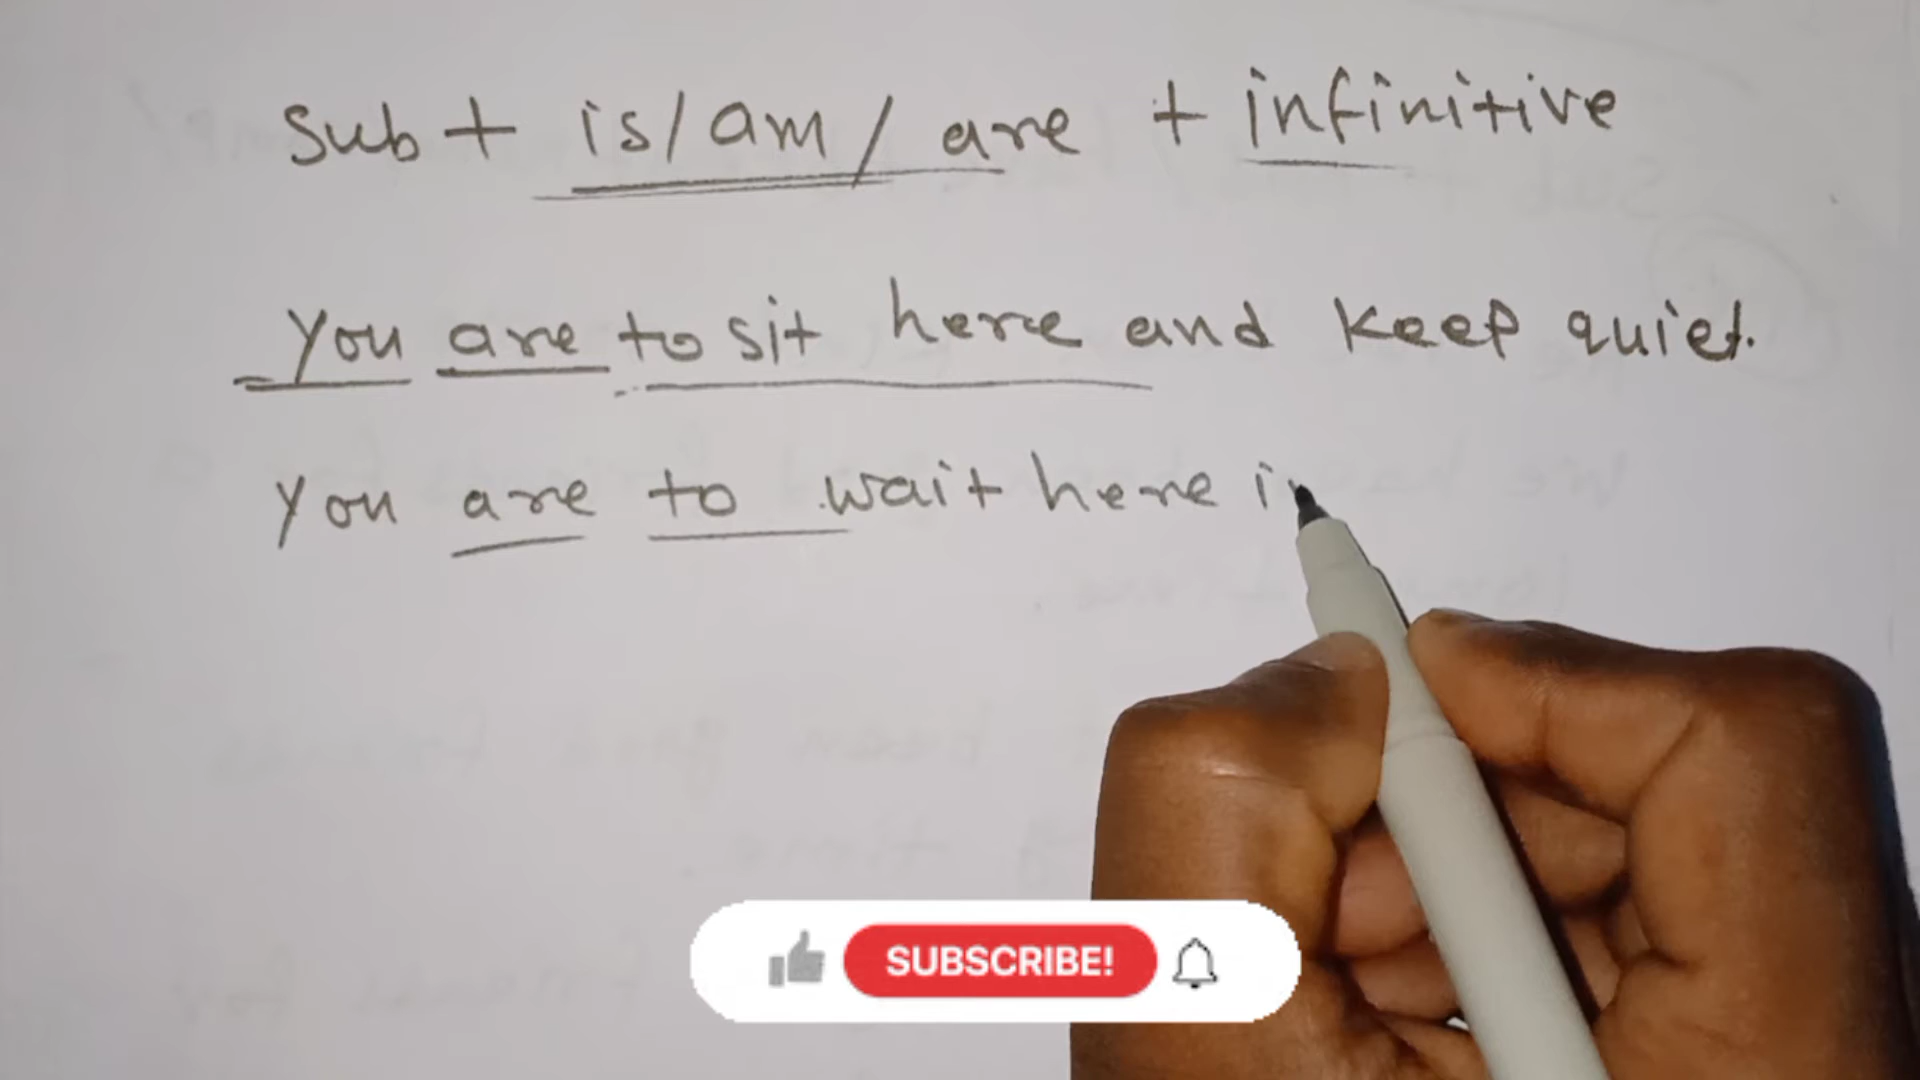 Sub + is/am/are + infinitive
You are to sit here and keep quiet.
You are to wait here
SUBSCRIBE!